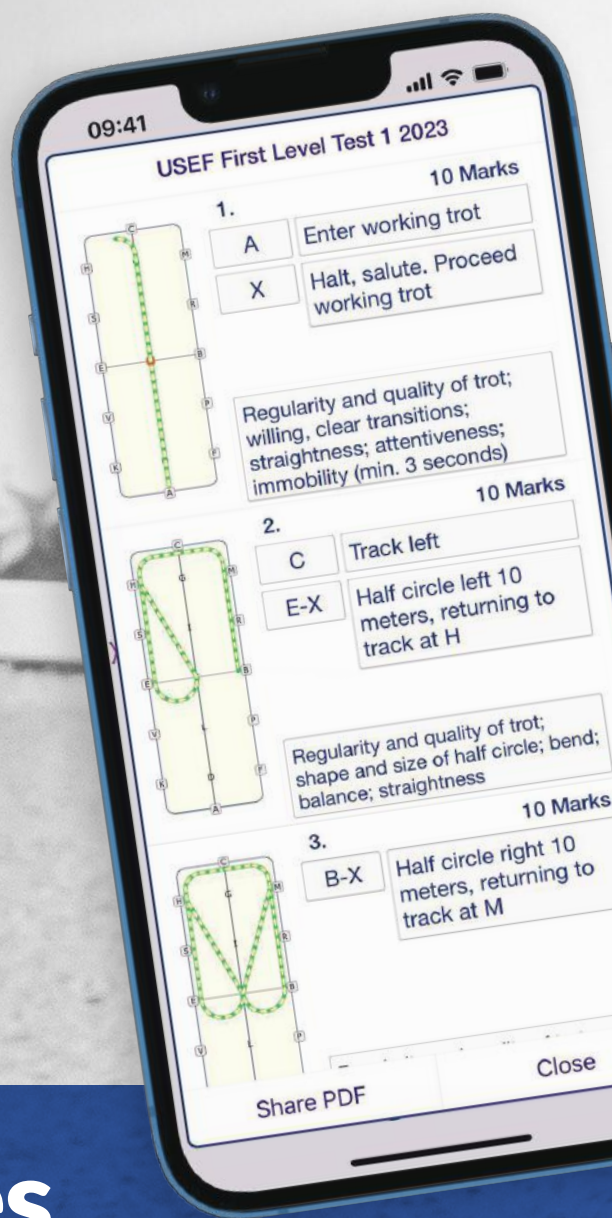 09:41
USEF First Level Test 1 2023
1.
10 Marks
A
Enter working trot
X
Halt, salute. Proceed
working trot
Regularity and quality of trot;
willing, clear transitions;
straightness; attentiveness;
immobility (min. 3 seconds)
C
H
M
S
R
E
B
V
P
K
F
A
2.
10 Marks
C
Track left
E-X
Half circle left 10
meters, returning to
track at H
Regularity and quality of trot;
shape and size of half circle; bend;
balance; straightness
C
H
G
M
S
I
R
E
B
V
L
P
K
D
F
A
3.
10 Marks
B-X
Half circle right 10
meters, returning to
track at M
C
H
G
M
S
I
R
E
B
V
L
P
Share PDF
Close
es